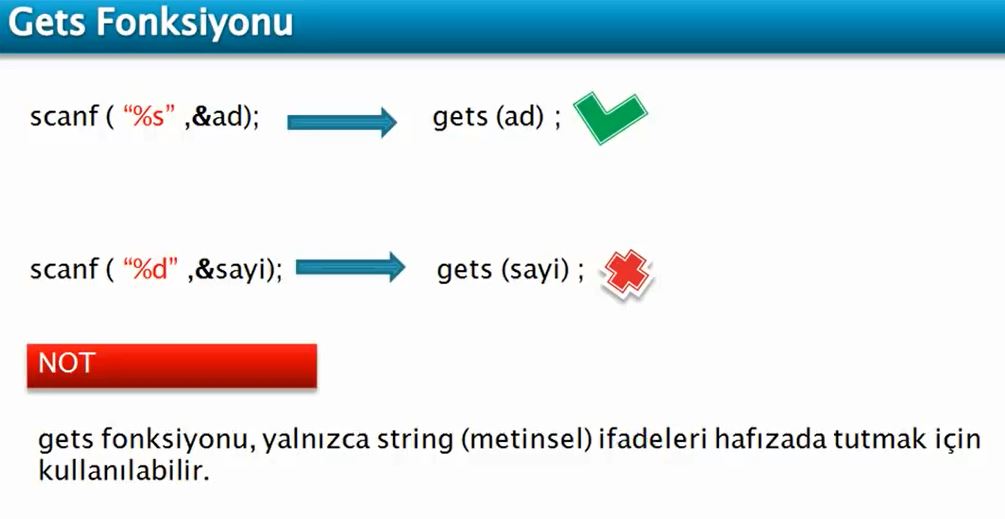 Gets Fonksiyonu
scanf ( “%s” ,&ad); gets (ad) ;
scanf ( “%d” ,&sayi); gets (sayi) ;
NOT
gets fonksiyonu, yalnızca string (metinsel) ifadeleri hafızada tutmak için
kullanılabilir.